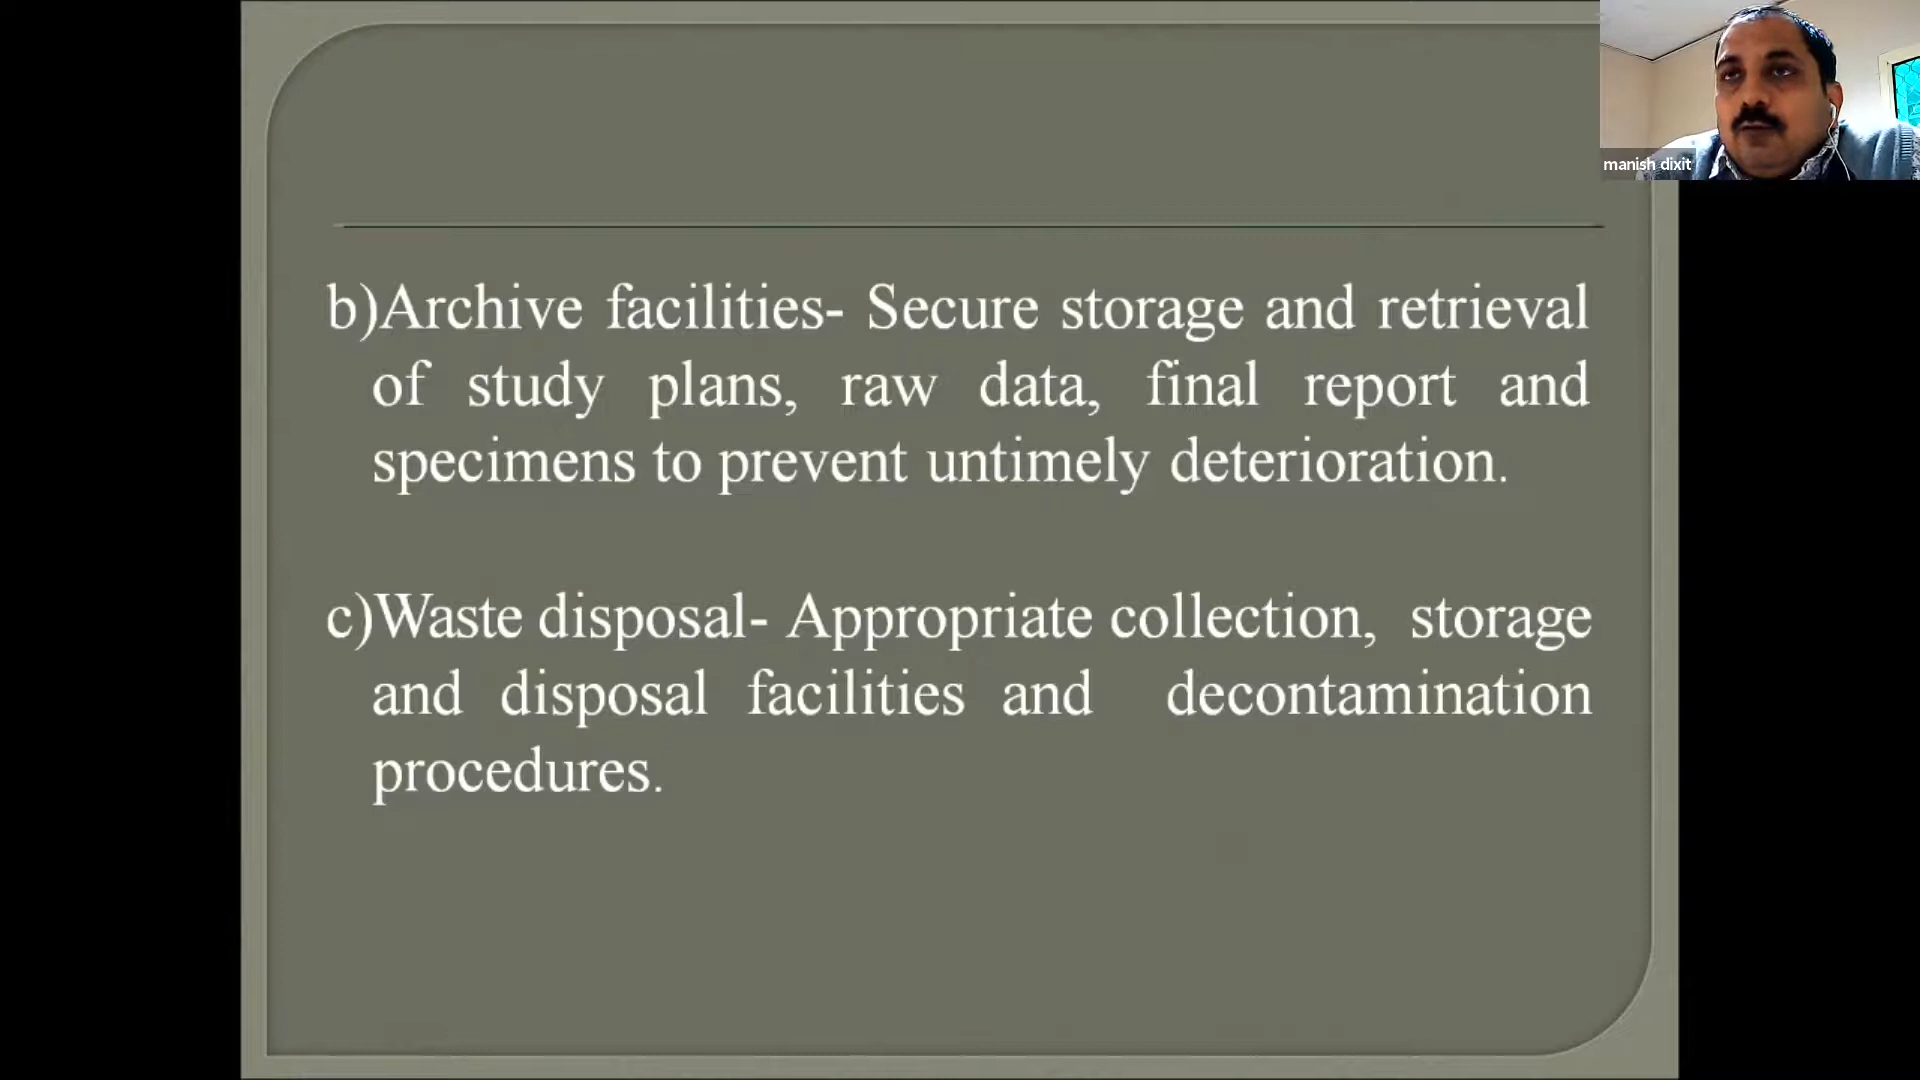 manish dixit
b)Archive facilities- Secure storage and retrieval
of study plans, raw data, final report and
specimens to prevent untimely deterioration.
c)Waste disposal- Appropriate collection, storage
and disposal facilities and decontamination
procedures.